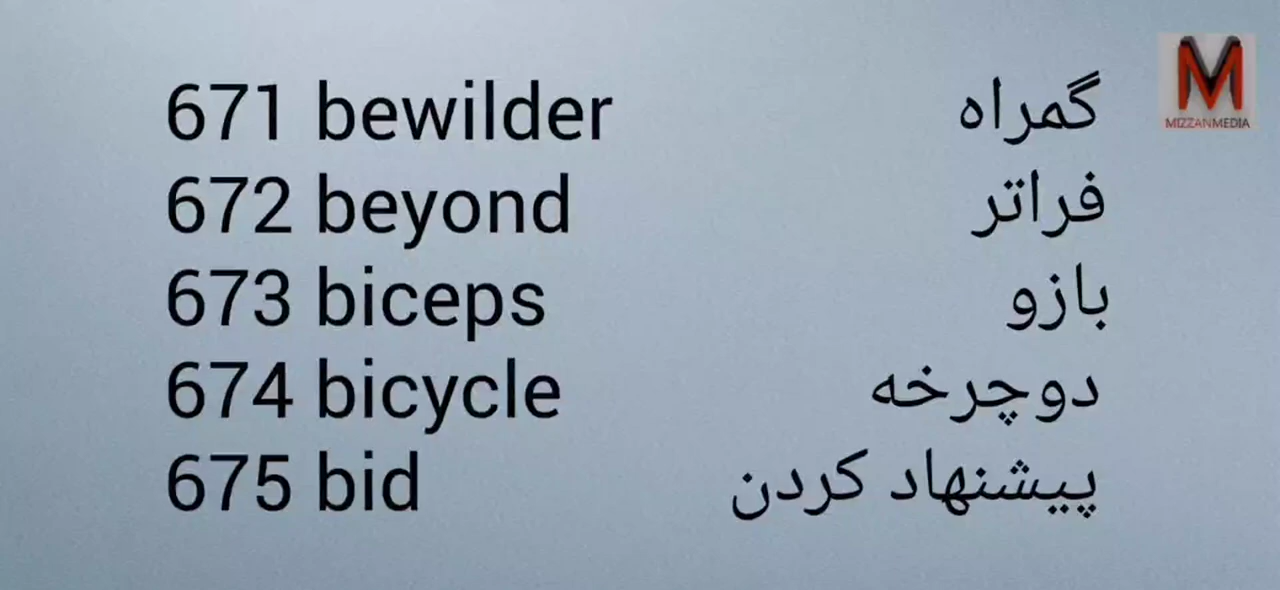 671 bewilder گمراه
672 beyond فراتر
673 biceps بازو
674 bicycle دوچرخه
675 bid پیشنهاد کردن
MIZZANMEDIA